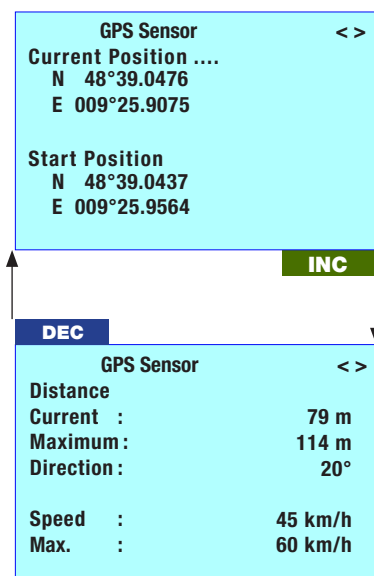 GPS Sensor < >
Current Position ....
N 48°39.0476
E 009°25.9075
Start Position
N 48°39.0437
E 009°25.9564
INC
DEC
GPS Sensor < >
Distance
Current : 79 m
Maximum : 114 m
Direction : 20°
Speed : 45 km/h
Max. : 60 km/h